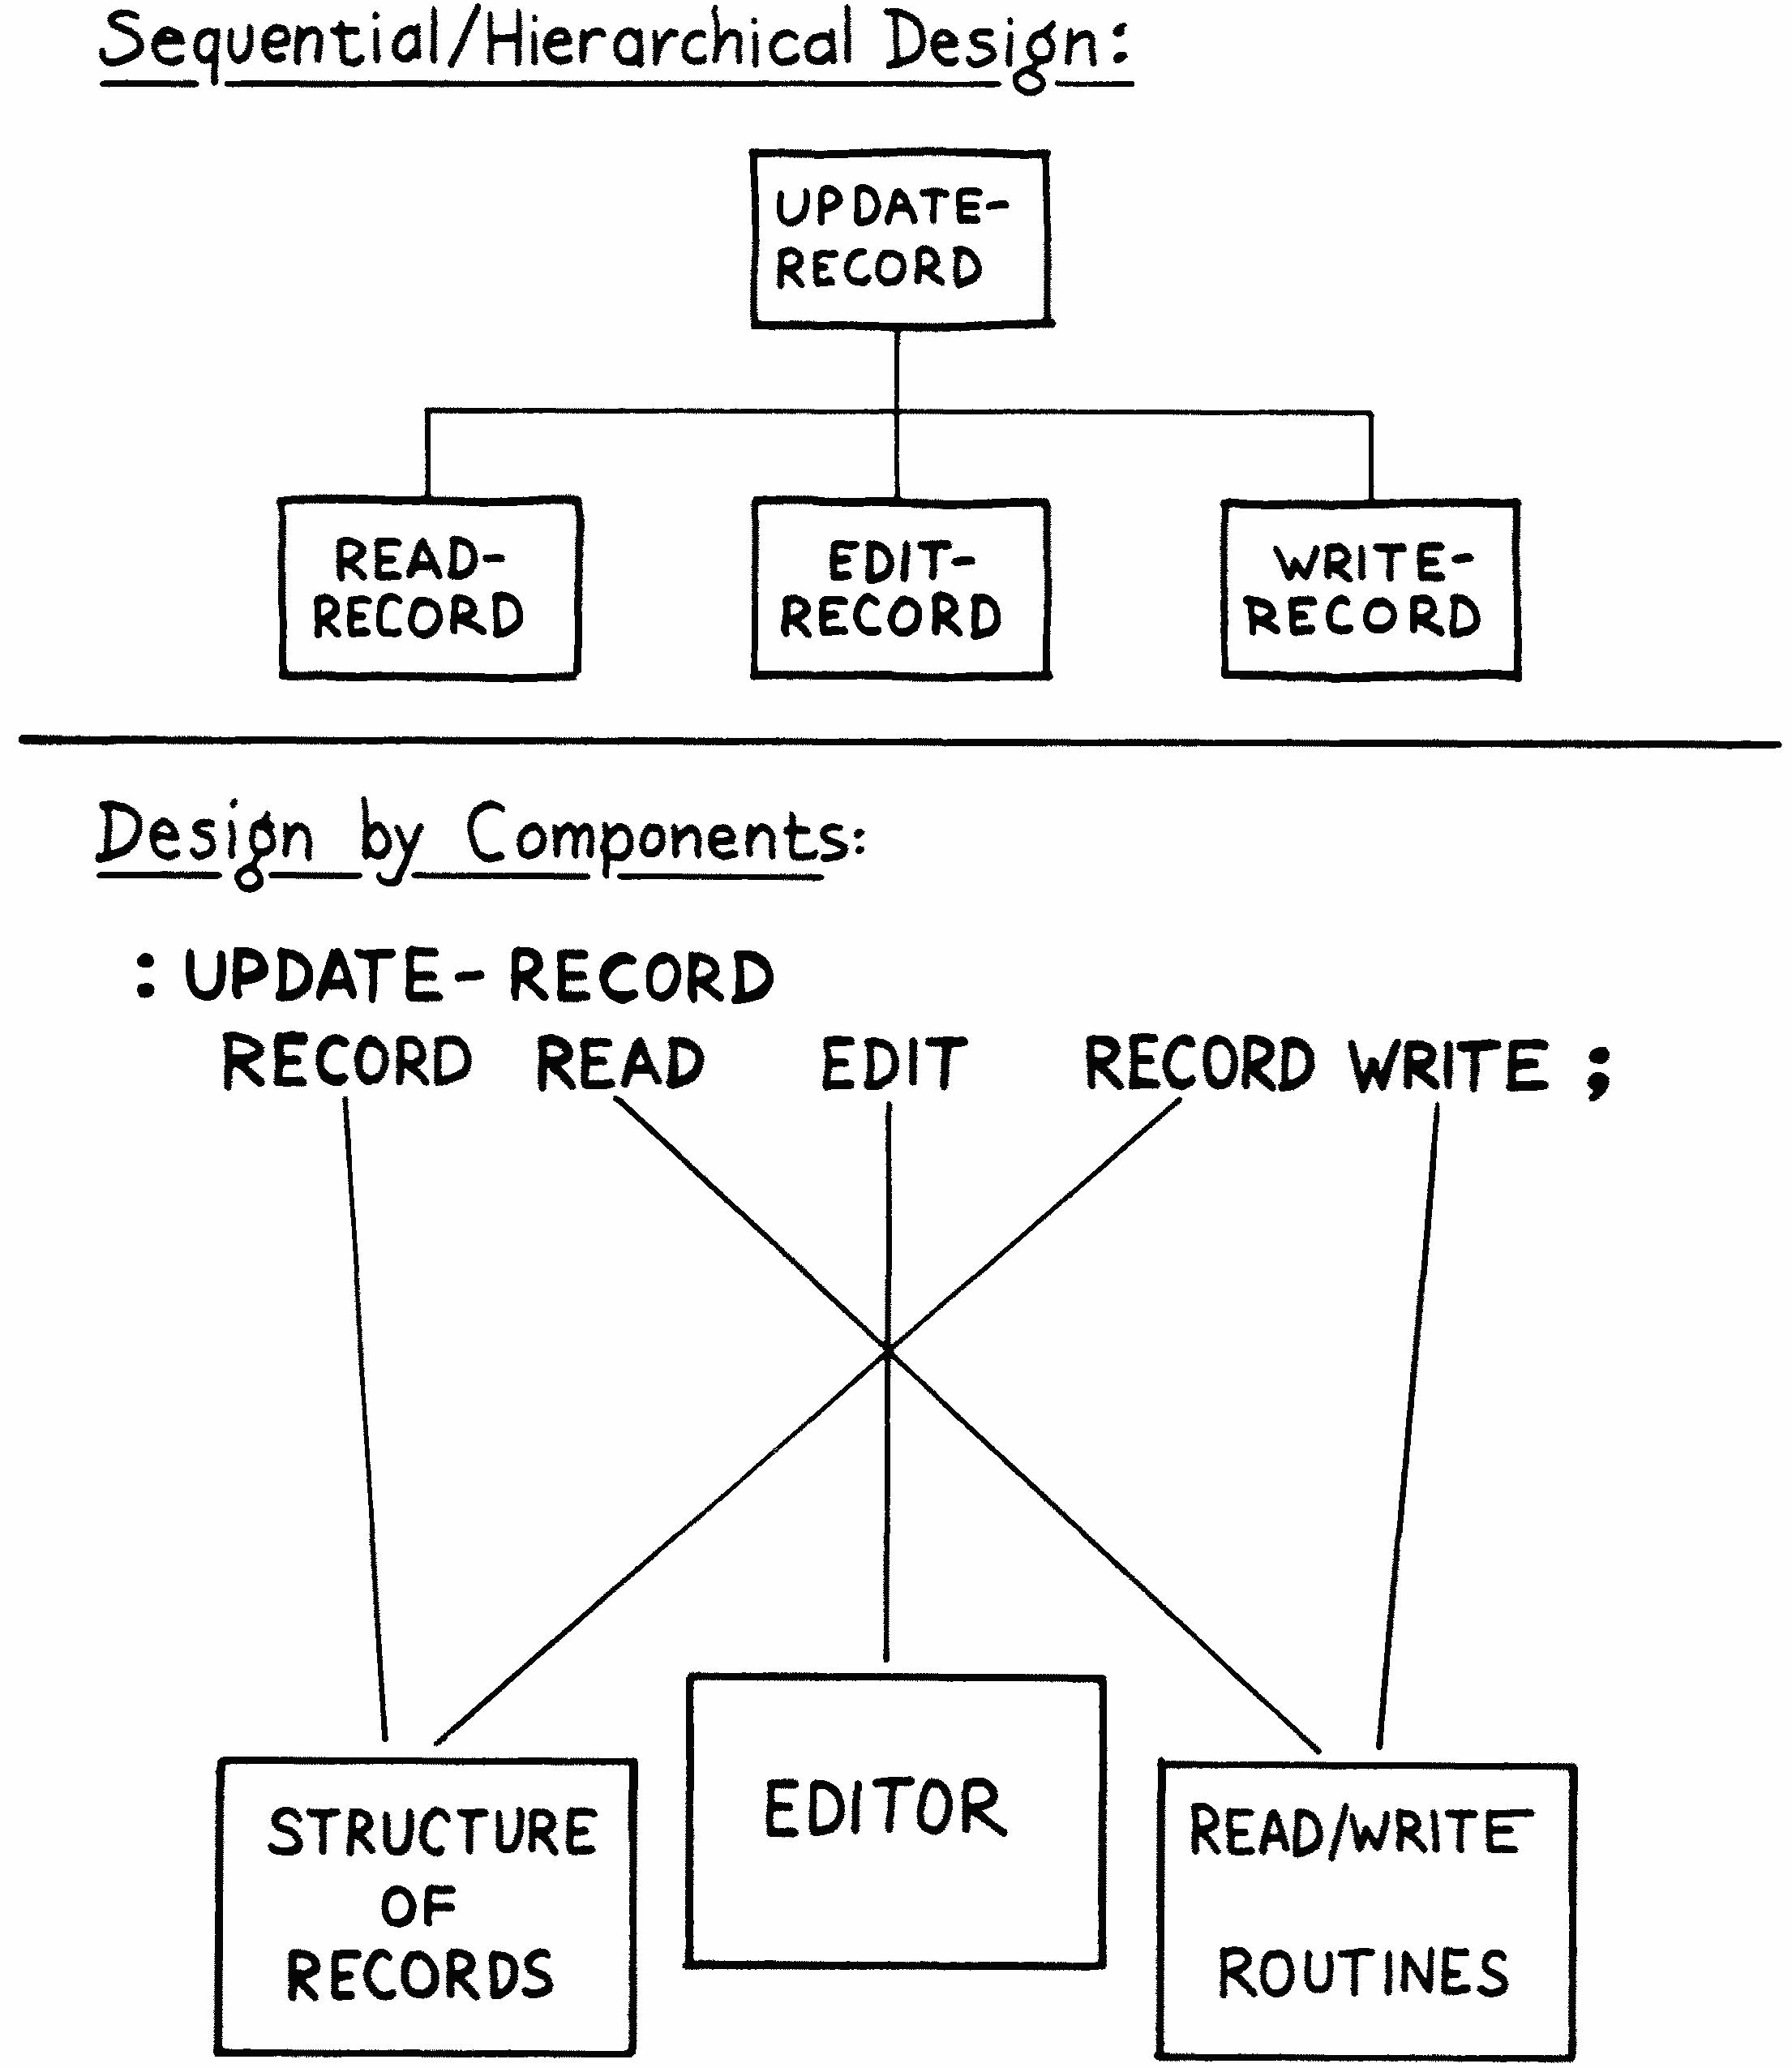 Sequential/Hierarchical Design:
UPDATE-
RECORD
READ-
RECORD
EDIT-
RECORD
WRITE-
RECORD
Design by Components:
: UPDATE-RECORD
RECORD READ EDIT RECORD WRITE ;
STRUCTURE
OF
RECORDS
EDITOR
READ/WRITE
ROUTINES